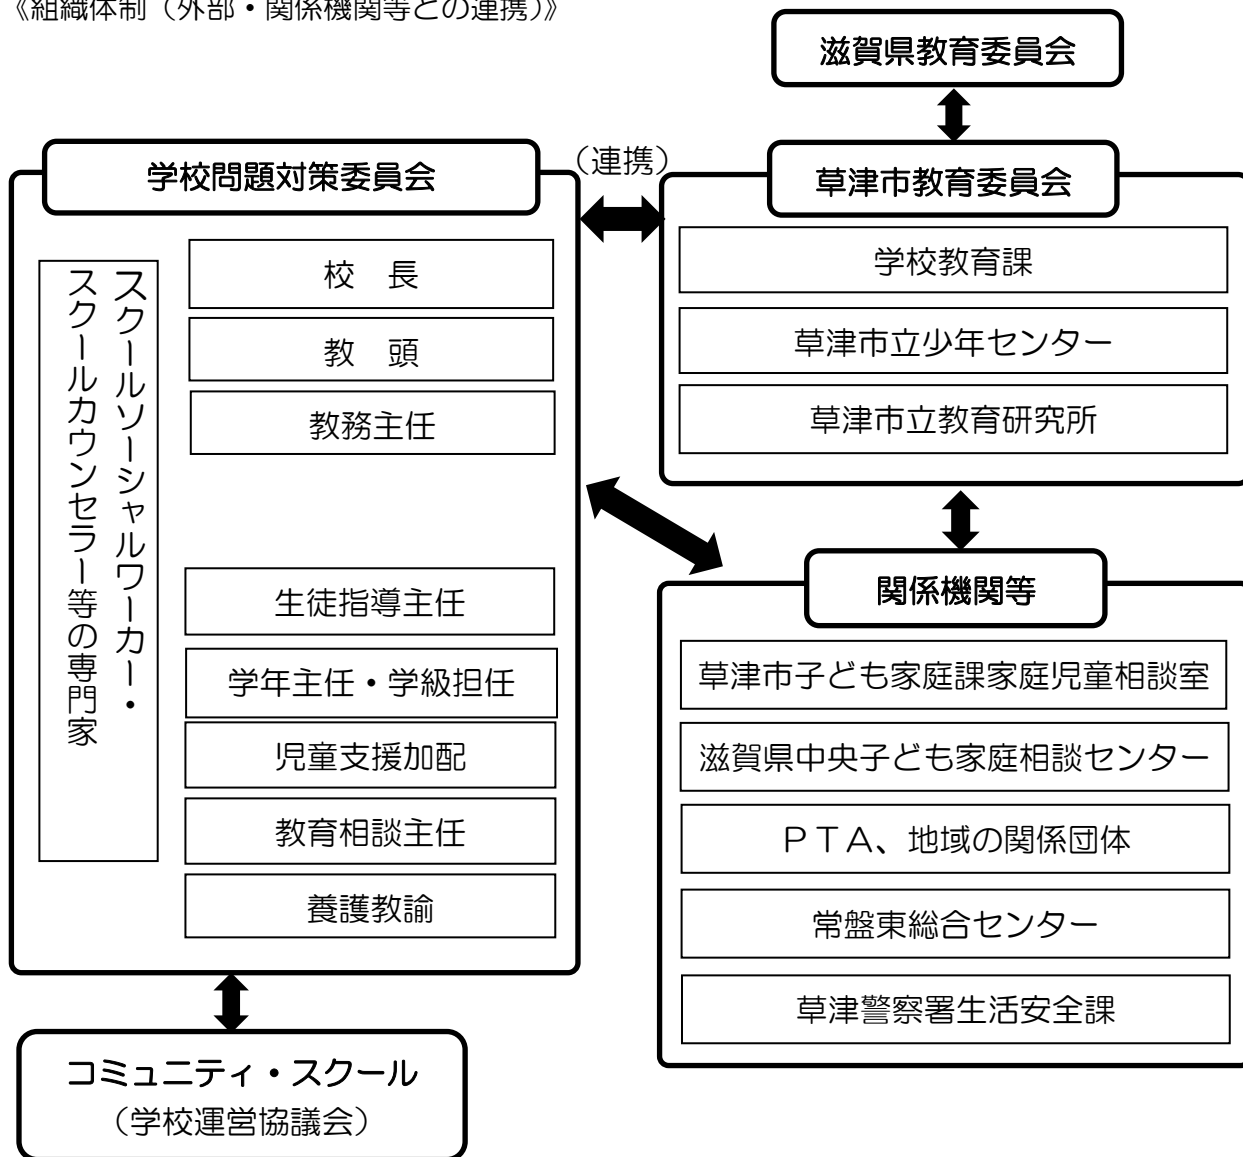 《組織体制（外部・関係機関等との連携）》
滋賀県教育委員会
学校問題対策委員会
（連携）
草津市教育委員会
スクールソーシャルワーカー・
スクールカウンセラー等の専門家
校　長
教　頭
教務主任
生徒指導主任
学年主任・学級担任
児童支援加配
教育相談主任
養護教諭
学校教育課
草津市立少年センター
草津市立教育研究所
関係機関等
草津市子ども家庭課家庭児童相談室
滋賀県中央子ども家庭相談センター
ＰＴＡ、地域の関係団体
常盤東総合センター
草津警察署生活安全課
コミュニティ・スクール
（学校運営協議会）